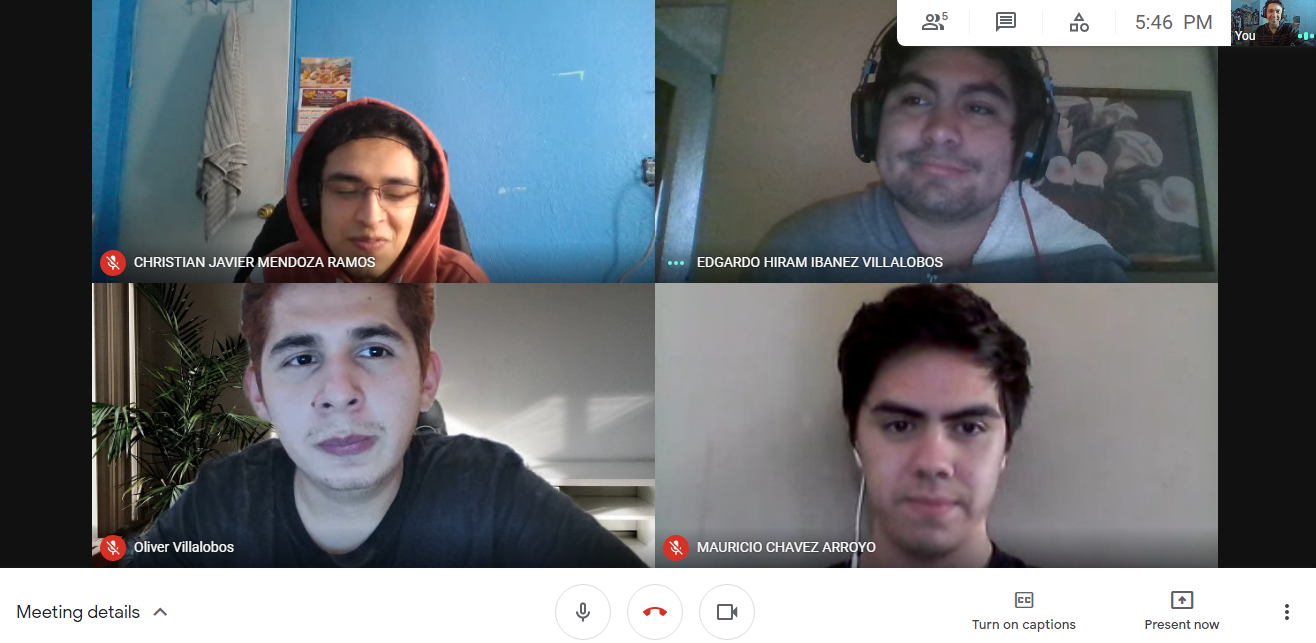 5
5:46 PM
You
CHRISTIAN JAVIER MENDOZA RAMOS
EDGARDO HIRAM IBANEZ VILLALOBOS
Oliver Villalobos
MAURICIO CHAVEZ ARROYO
Meeting details
CC
Turn on captions
Present now